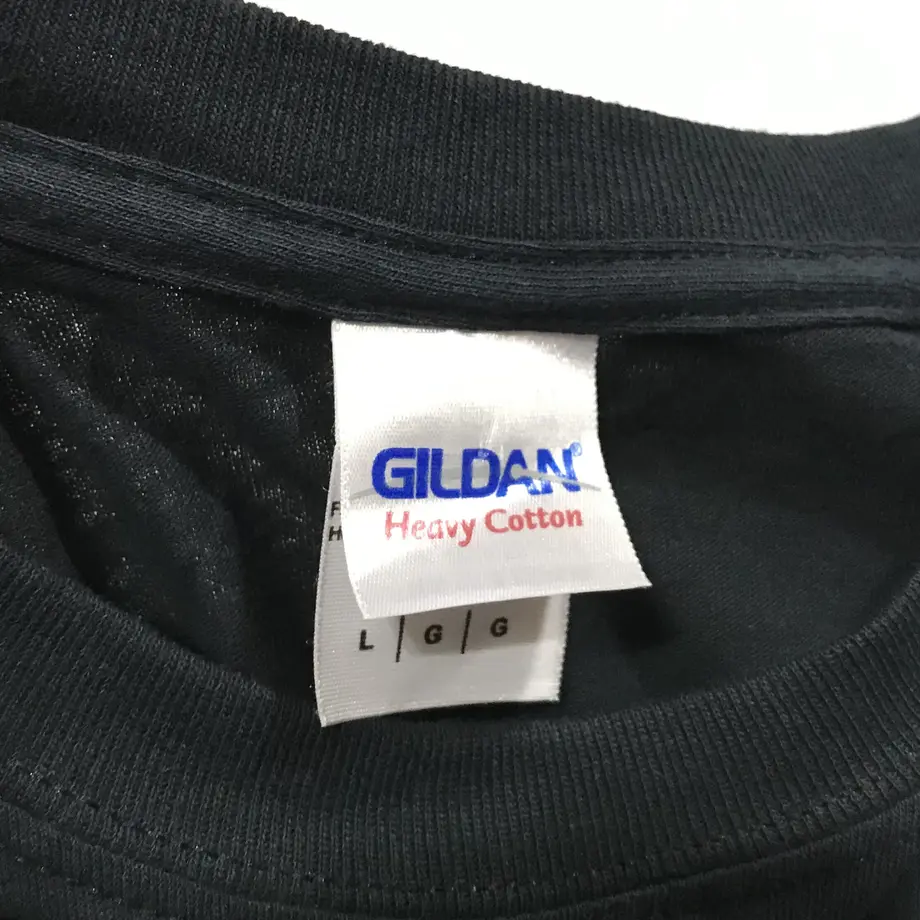 GILDAN®
Heavy Cotton
L | G | G